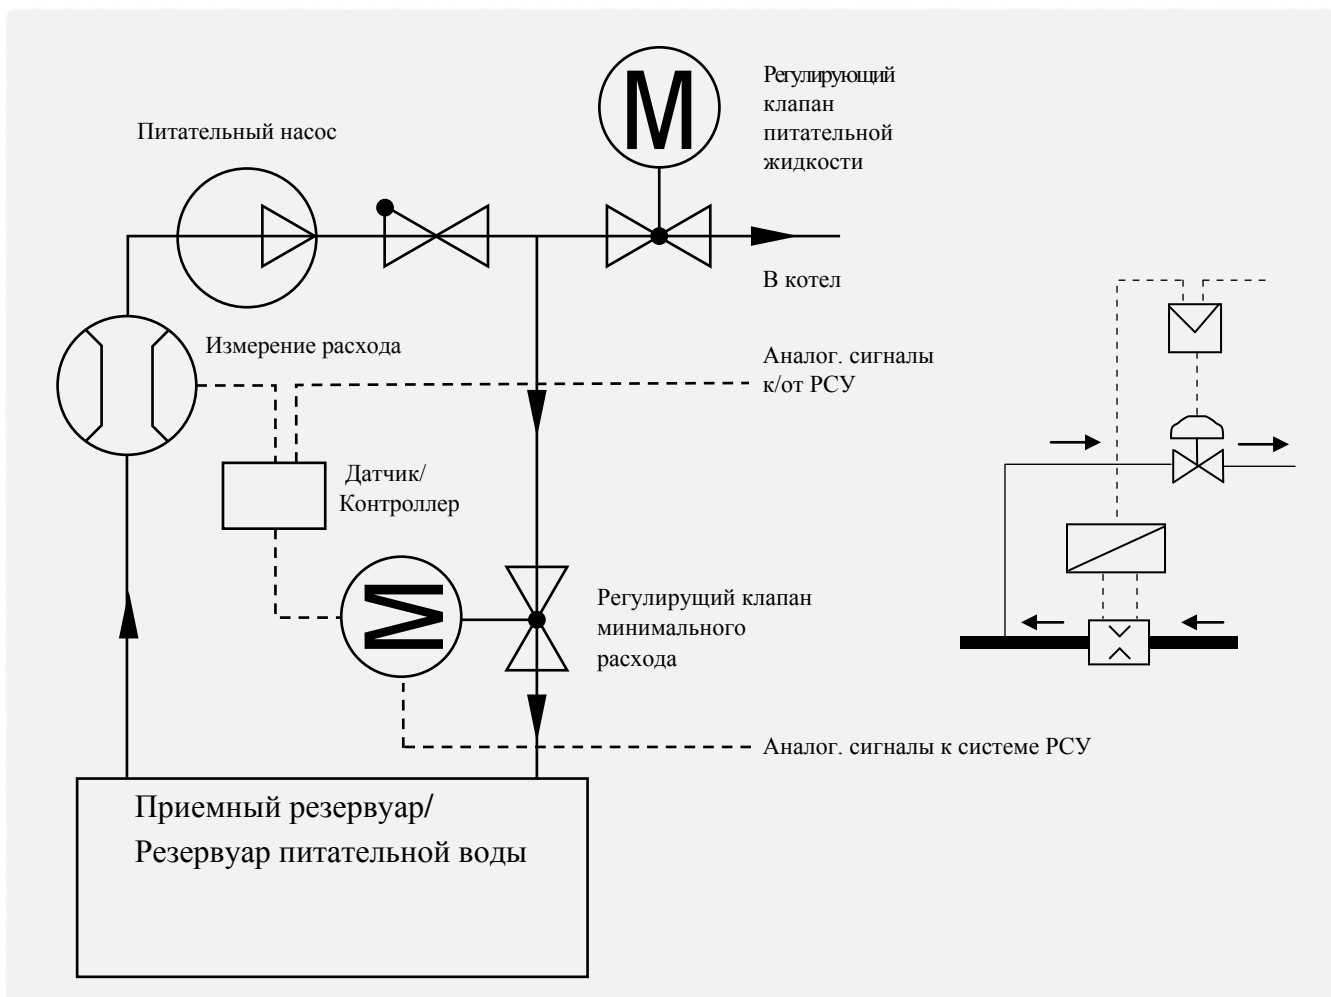 Питательный насос
M
Регулирующий
клапан
питательной
жидкости
В котел
Измерение расхода
Аналог. сигналы
к/от РСУ
Датчик/
Контроллер
M
Регулирущий клапан
минимального
расхода
Аналог. сигналы к системе РСУ
Приемный резервуар/
Резервуар питательной воды